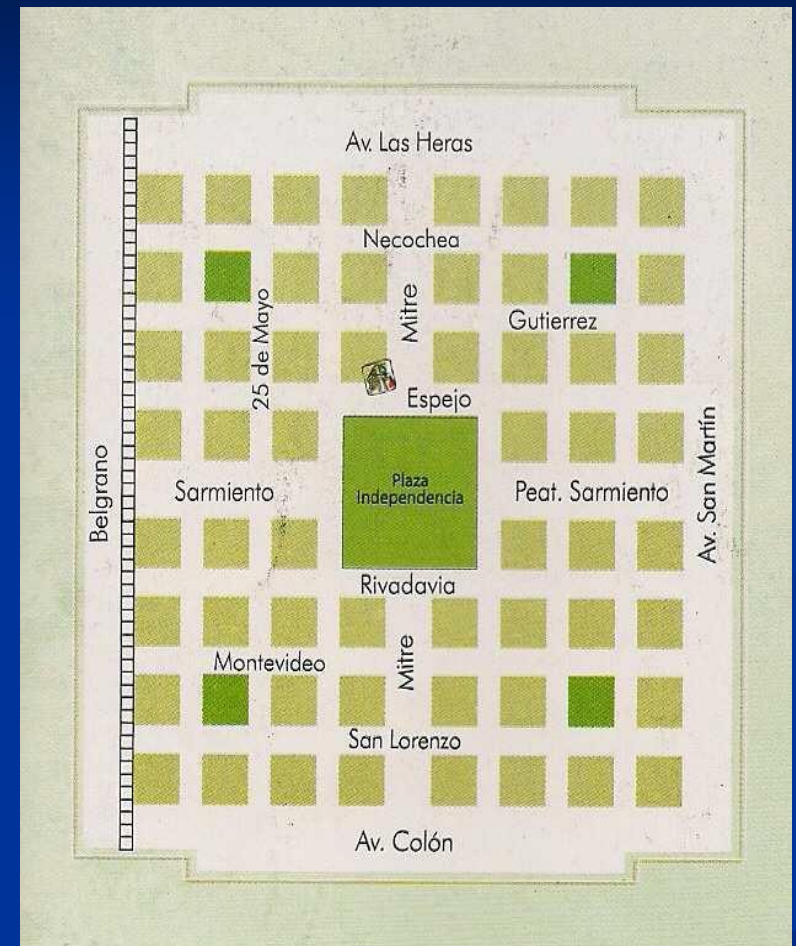 Av. Las Heras
Necochea
25 de Mayo
Mitre
Gutierrez
Espejo
Belgrano
Sarmiento
Plaza
Independencia
Peat. Sarmiento
Av. San Martín
Rivadavia
Montevideo
Mitre
San Lorenzo
Av. Colón